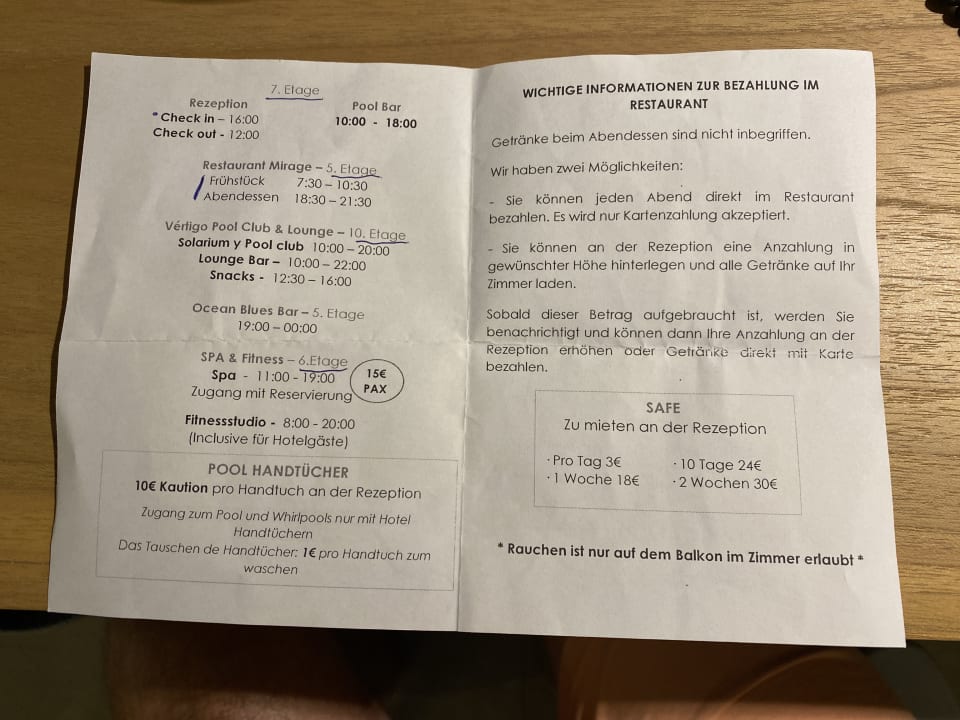 7. Etage
Rezeption
Check in – 16:00
Check out - 12:00
Pool Bar
10:00 - 18:00
Restaurant Mirage – 5. Etage
Frühstück 7:30 – 10:30
Abendessen 18:30 – 21:30
Vértigo Pool Club & Lounge – 10. Etage
Solarium y Pool club 10:00 – 20:00
Lounge Bar – 10:00 – 22:00
Snacks - 12:30 – 16:00
Ocean Blues Bar – 5. Etage
19:00 – 00:00
SPA & Fitness – 6.Etage
Spa - 11:00 - 19:00
Zugang mit Reservierung
15€
PAX
Fitnessstudio - 8:00 - 20:00
(Inclusive für Hotelgäste)
POOL HANDTÜCHER
10€ Kaution pro Handtuch an der Rezeption
Zugang zum Pool und Whirlpools nur mit Hotel
Handtüchern
Das Tauschen de Handtücher: 1€ pro Handtuch zum
waschen
WICHTIGE INFORMATIONEN ZUR BEZAHLUNG IM
RESTAURANT
Getränke beim Abendessen sind nicht inbegriffen.
Wir haben zwei Möglichkeiten:
- Sie können jeden Abend direkt im Restaurant
bezahlen. Es wird nur Kartenzahlung akzeptiert.
- Sie können an der Rezeption eine Anzahlung in
gewünschter Höhe hinterlegen und alle Getränke auf Ihr
Zimmer laden.
Sobald dieser Betrag aufgebraucht ist, werden Sie
benachrichtigt und können dann Ihre Anzahlung an der
Rezeption erhöhen oder Getränke direkt mit Karte
bezahlen.
SAFE
Zu mieten an der Rezeption
· Pro Tag 3€
· 1 Woche 18€
· 10 Tage 24€
· 2 Wochen 30€
* Rauchen ist nur auf dem Balkon im Zimmer erlaubt *